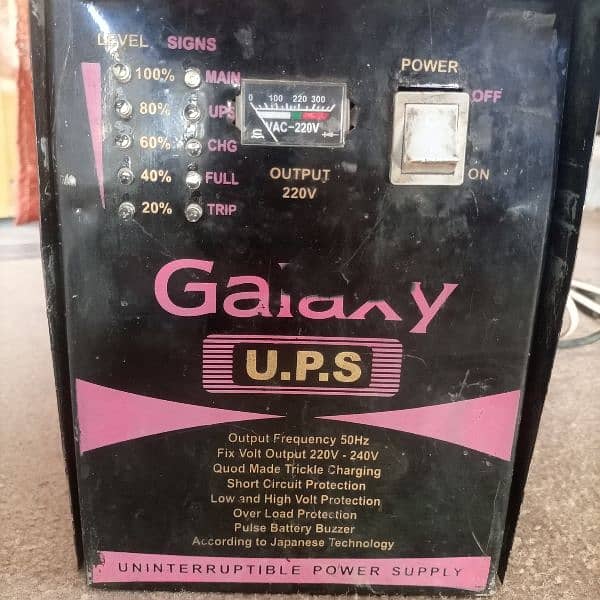 LEVEL SIGNS
POWER
100% MAIN
80% UPS
60% CHG
40% FULL
20% TRIP
0 100 220 300
VAC-220V
OUTPUT
220V
OFF
ON
Galaxy
U.P.S
Output Frequency 50Hz
Fix Volt Output 220V - 240V
Quod Made Trickle Charging
Short Circuit Protection
Low and High Volt Protection
Over Load Protection
Pulse Battery Buzzer
According to Japanese Technology
UNINTERRUPTIBLE POWER SUPPLY